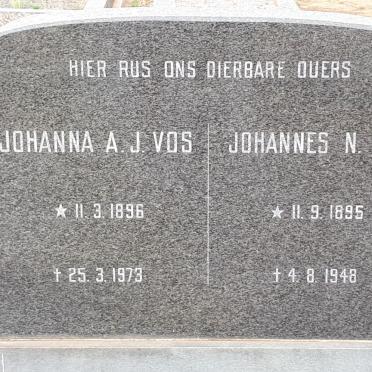 HIER RUS ONS DIERBARE OUERS
JOHANNA A. J. VOS
★ 11. 3. 1896
† 25. 3. 1973
JOHANNES N.
★ 11. 9. 1895
† 4. 8. 1948